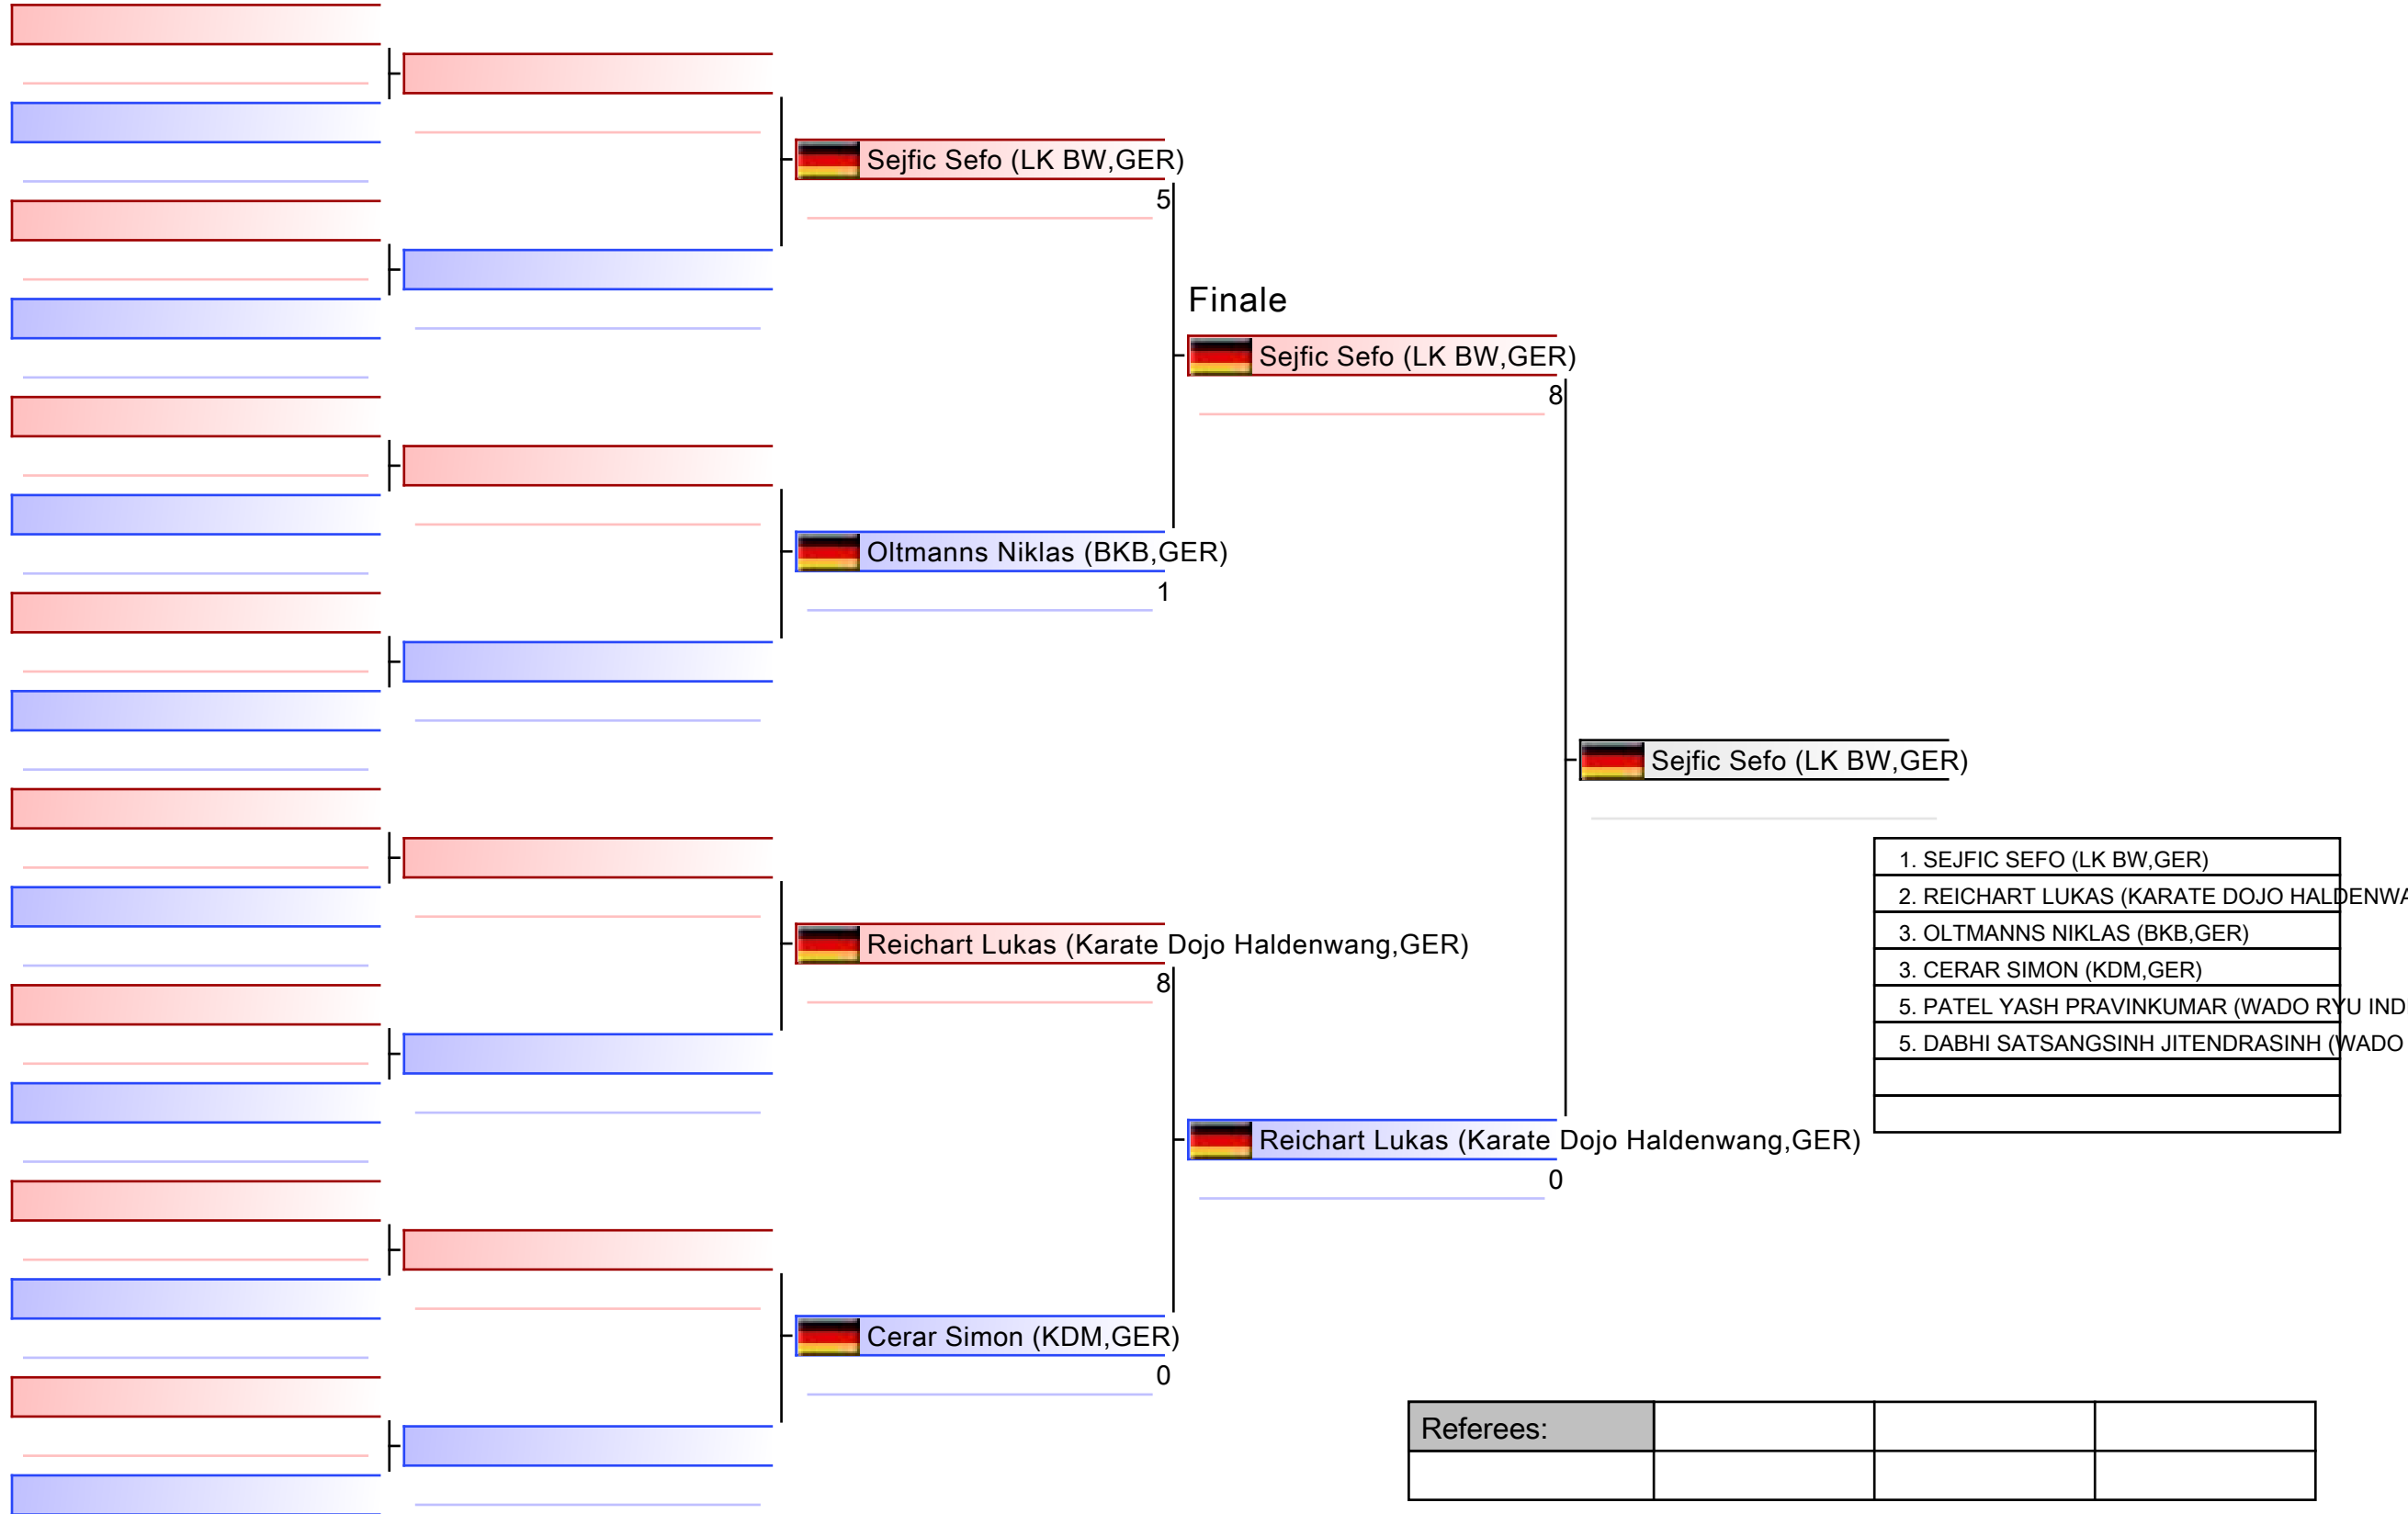 Sejfic Sefo (LK BW,GER)
5
Finale
Sejfic Sefo (LK BW,GER)
8
Oltmanns Niklas (BKB,GER)
1
Sejfic Sefo (LK BW,GER)
1. SEJFIC SEFO (LK BW,GER)
2. REICHART LUKAS (KARATE DOJO
3. OLTMANNS NIKLAS (BKB,GER)
3. CERAR SIMON (KDM,GER)
5. PATEL YASH PRAVINKUMAR (WADO RYU IND
5. DABHI SATSANGSINH JITENDRASINH (WADO
Reichart Lukas (Karate Dojo Haldenwang,GER)
8
Reichart Lukas (Karate Dojo Haldenwang,GER)
0
Cerar Simon (KDM,GER)
0
Referees: